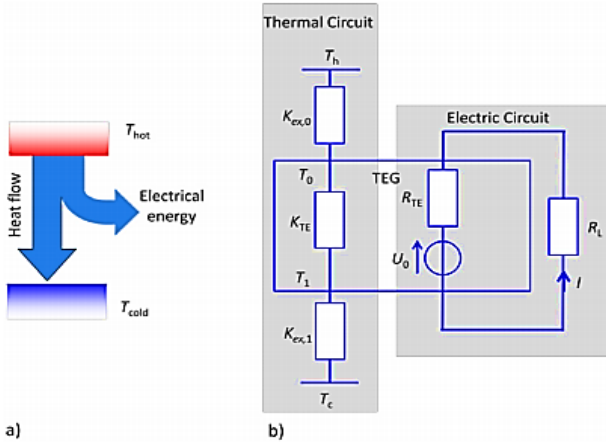 Thermal Circuit
T_h
K_ex,0
Electric Circuit
T_hot
Heat flow
Electrical
energy
T_0
TEG
R_TE
K_TE
R_L
U_0
T_1
I
T_cold
K_ex,1
T_c
a)
b)